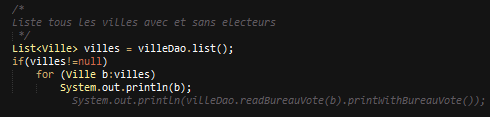 /*
Liste tous les villes avec et sans electeurs
*/
List<Ville> villes = villeDao.list();
if(villes!=null)
for (Ville b:villes)
System.out.println(b);
System.out.println(villeDao.readBureauVote(b).printWithBureauVote());